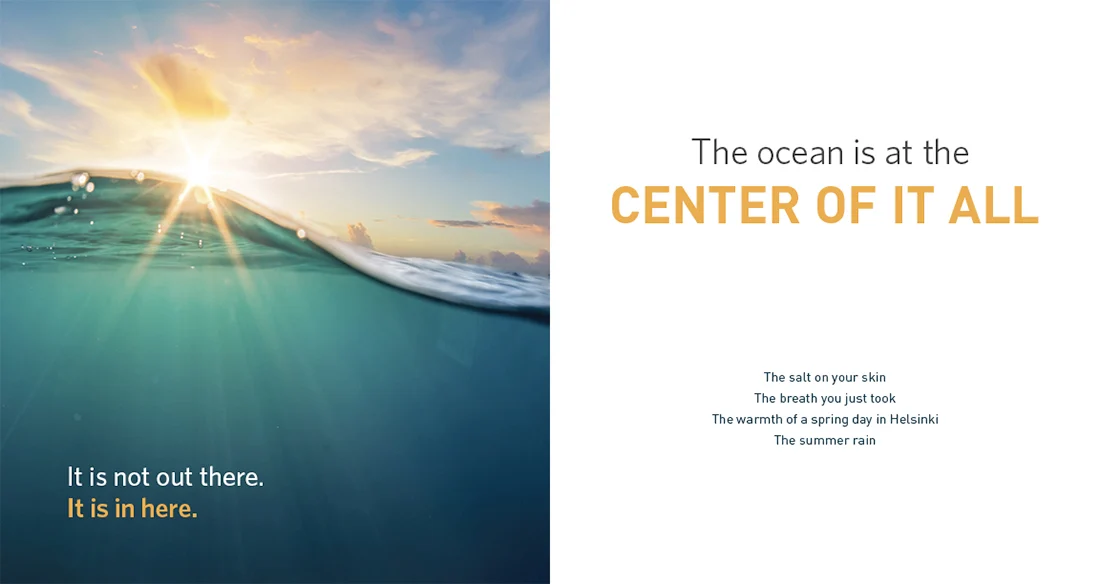 It is not out there.
It is in here.
The ocean is at the
CENTER OF IT ALL
The salt on your skin
The breath you just took
The warmth of a spring day in Helsinki
The summer rain